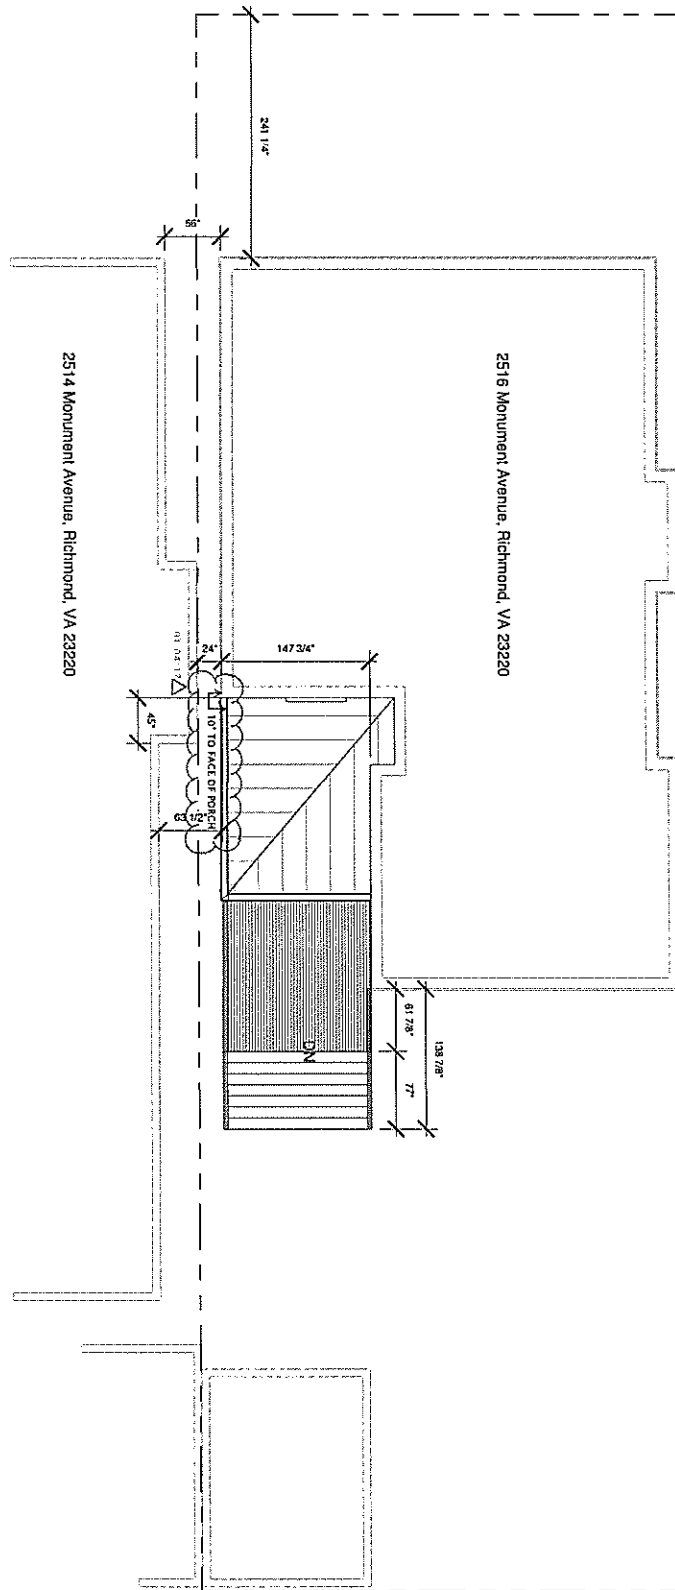 241 1/4"
56"
2516 Monument Avenue, Richmond, VA 23220
2514 Monument Avenue, Richmond, VA 23220
24"
147 3/4"
45"
10" TO FACE OF PORCH
63 1/2"
DN
61 7/8"
77"
138 7/8"